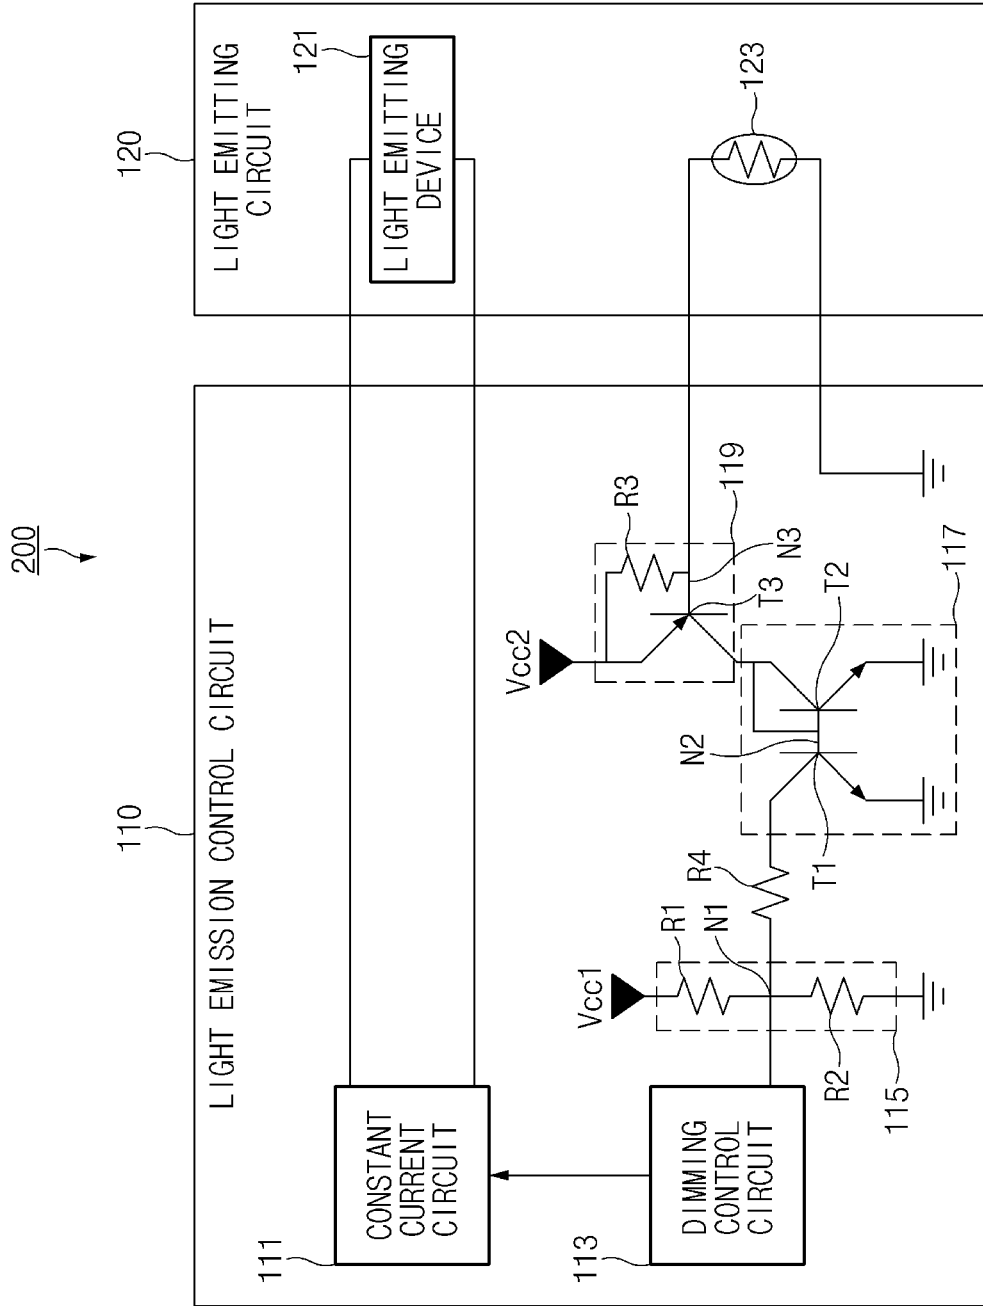 200
110
LIGHT EMISSION CONTROL CIRCUIT
120
LIGHT EMITTING
CIRCUIT
111
CONSTANT
CURRENT
CIRCUIT
121
LIGHT EMITTING
DEVICE
113
DIMMING
CONTROL
CIRCUIT
Vcc1
R1
N1
R2
115
R4
T1
N2
T2
117
Vcc2
R3
119
N3
T3
123